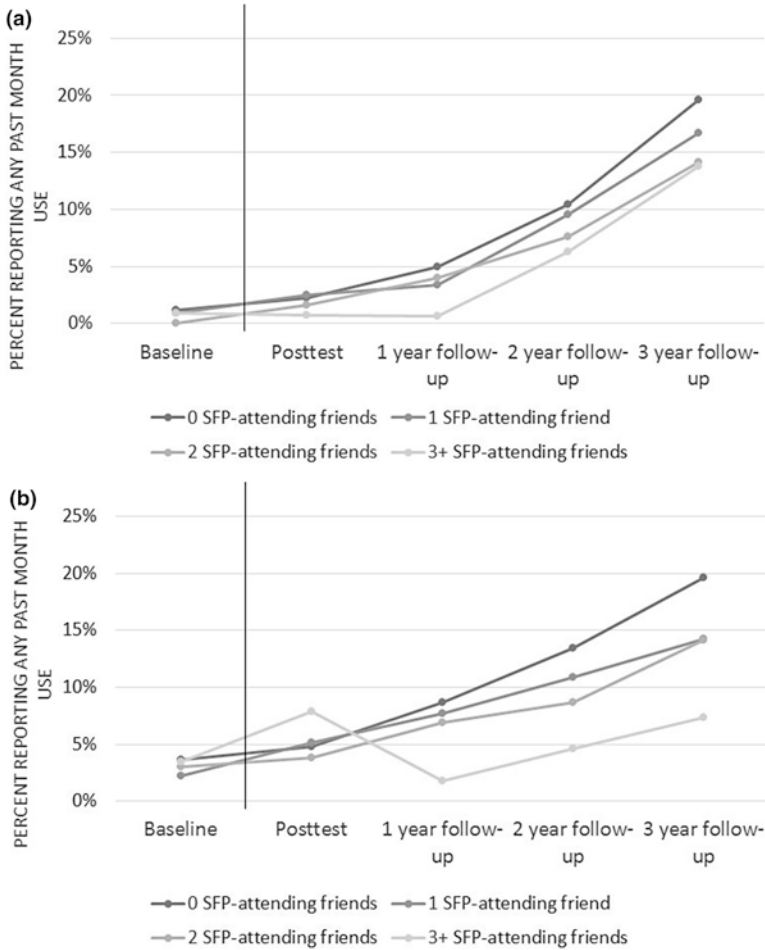 (a)
PERCENT REPORTING ANY PAST MONTH
USE
25%
20%
15%
10%
5%
0%
Baseline Posttest 1 year follow- 2 year follow- 3 year follow-
up up up
0 SFP-attending friends 1 SFP-attending friend
2 SFP-attending friends 3+ SFP-attending friends
(b)
PERCENT REPORTING ANY PAST MONTH
USE
25%
20%
15%
10%
5%
0%
Baseline Posttest 1 year follow- 2 year follow- 3 year follow-
up up up
0 SFP-attending friends 1 SFP-attending friend
2 SFP-attending friends 3+ SFP-attending friends